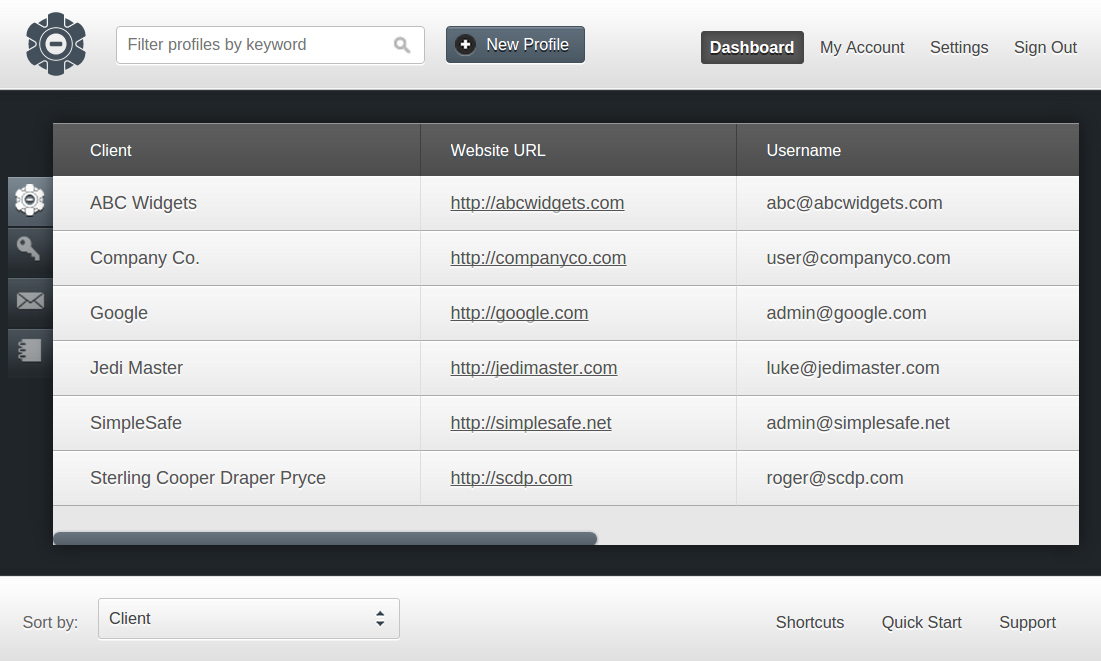 Filter profiles by keyword
New Profile
Dashboard My Account Settings Sign Out
Client Website URL Username
ABC Widgets http://abcwidgets.com abc@abcwidgets.com
Company Co. http://companyco.com user@companyco.com
Google http://google.com admin@google.com
Jedi Master http://jedimaster.com luke@jedimaster.com
SimpleSafe http://simplesafe.net admin@simplesafe.net
Sterling Cooper Draper Pryce http://scdp.com roger@scdp.com
Sort by: Client Shortcuts Quick Start Support